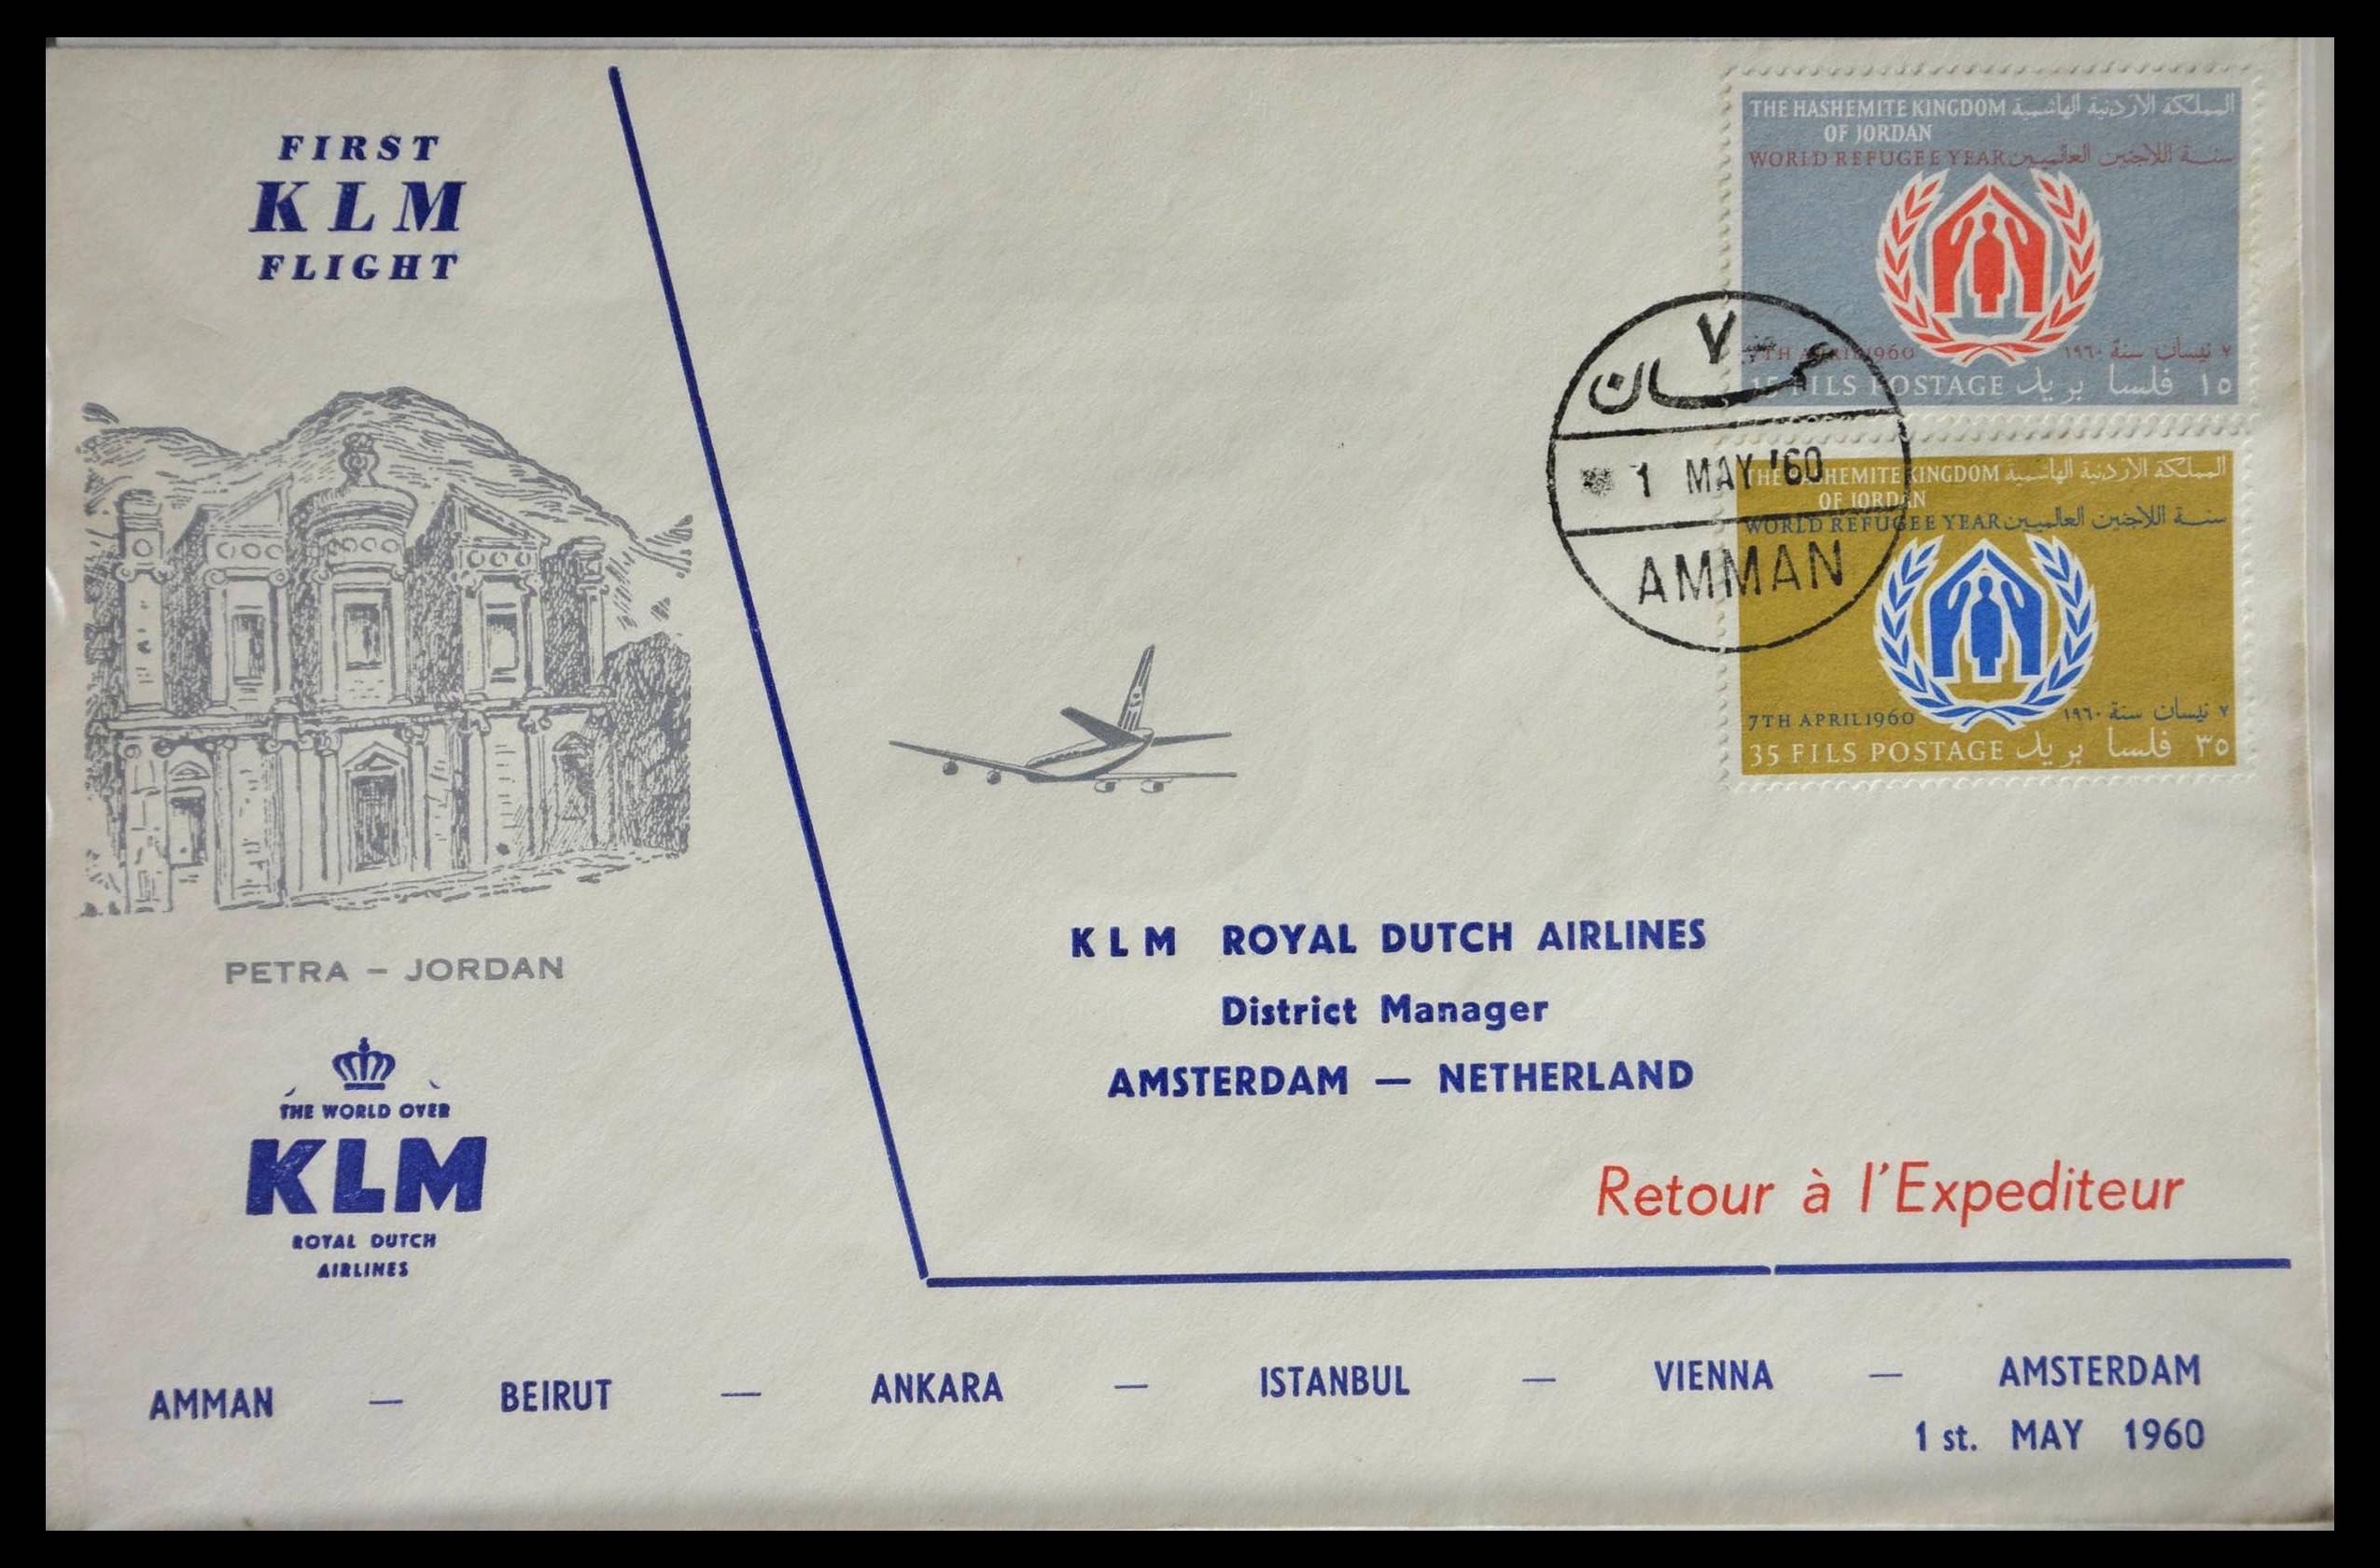 FIRST
KLM
FLIGHT
PETRA – JORDAN
THE WORLD OVER
KLM
ROYAL DUTCH
AIRLINES
THE HASHEMITE KINGDOM المملكة الاردنية الهاشمية
OF JORDAN
WORLD REFUGEE YEAR سنة اللاجئين العالميين
7TH APRIL 1960 ٧ نيسان سنة ١٩٦٠
15 FILS POSTAGE ١٥ فلسا بريد
٧
عمان
1 MAY '60
AMMAN
THE HASHEMITE KINGDOM المملكة الاردنية الهاشمية
OF JORDAN
WORLD REFUGEE YEAR سنة اللاجئين العالميين
7TH APRIL 1960 ٧ نيسان سنة ١٩٦٠
35 FILS POSTAGE ٣٥ فلسا بريد
KLM ROYAL DUTCH AIRLINES
District Manager
AMSTERDAM — NETHERLAND
Retour à l'Expediteur
AMMAN — BEIRUT — ANKARA — ISTANBUL — VIENNA — AMSTERDAM
1 st. MAY 1960